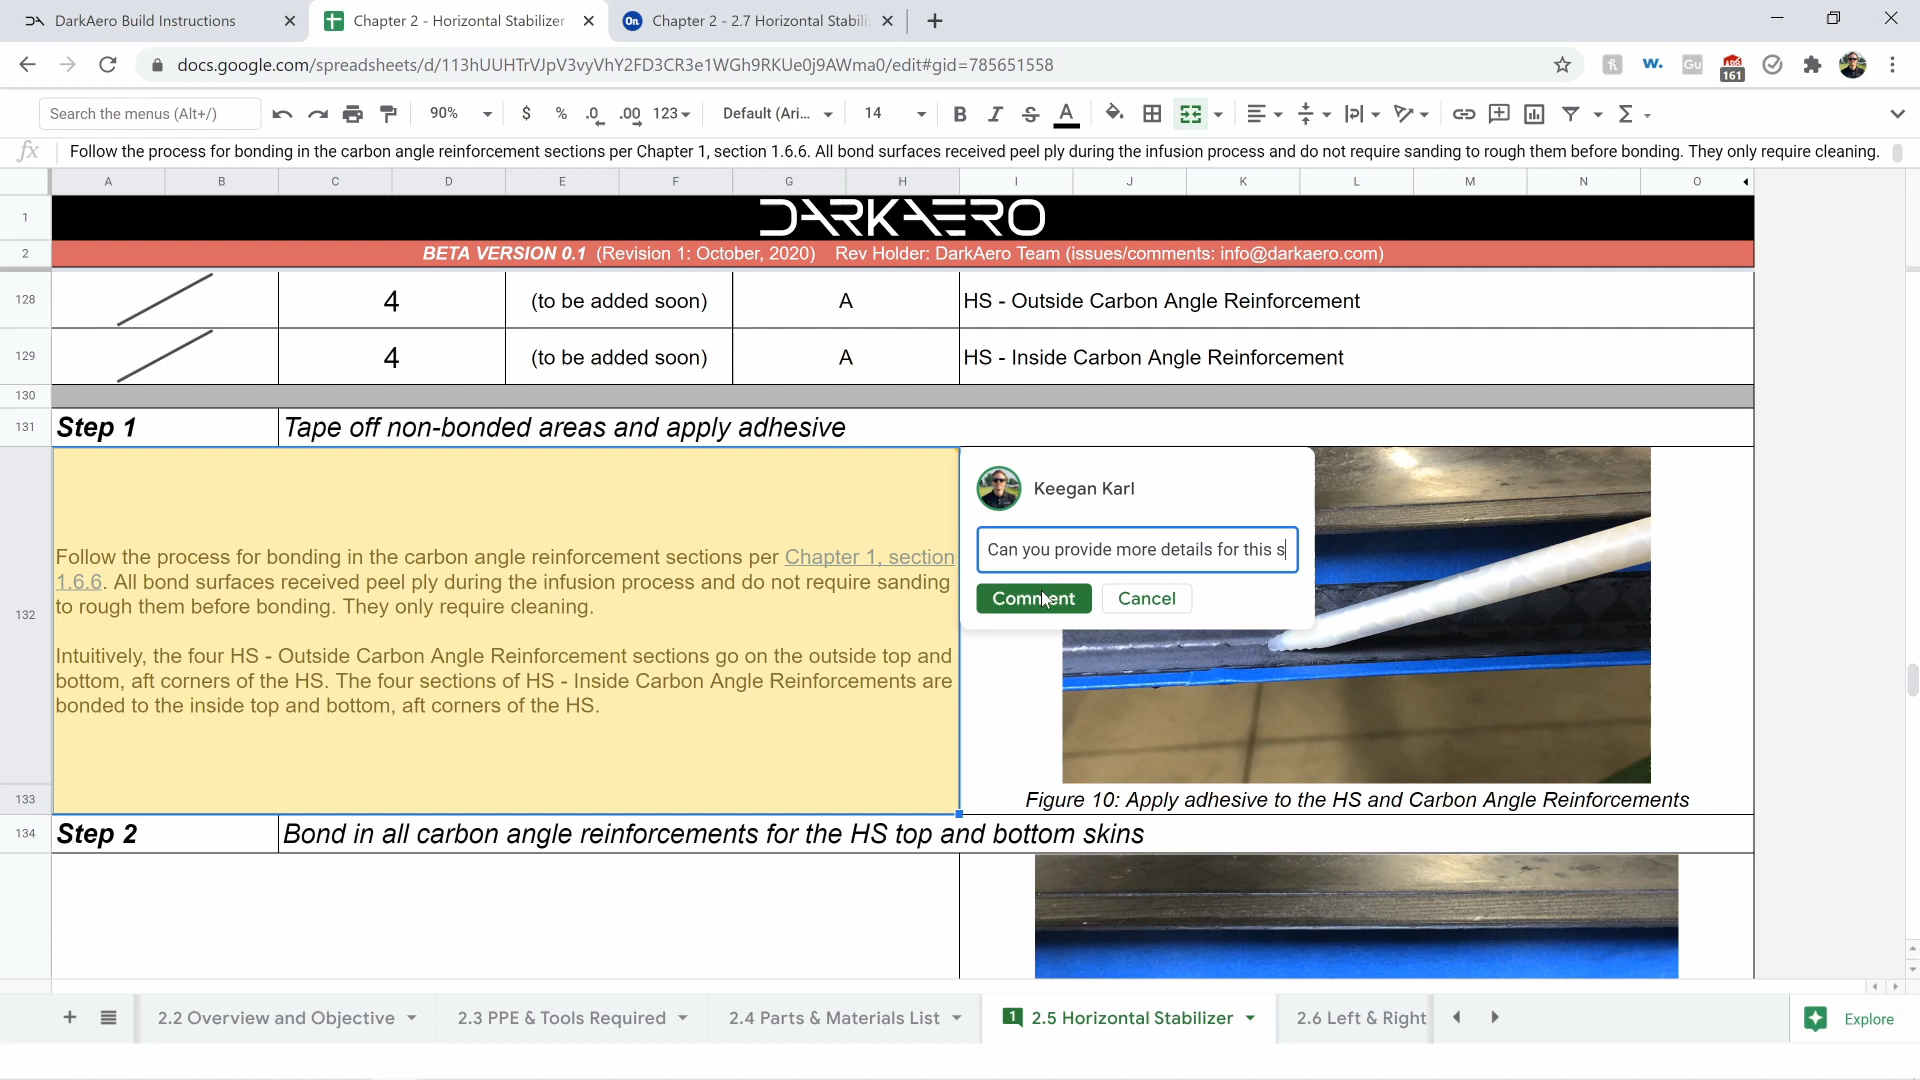 DarkAero Build Instructions
Chapter 2 - Horizontal Stabilizer
On
Chapter 2 - 2.7 Horizontal Stabili
docs.google.com/spreadsheets/d/113hUUHTrVJpV3vyVhY2FD3CR3e1WGh9RKUe0j9AWma0/edit#gid=785651558
w.
Gu
161
Search the menus (Alt+/)
90%
$ % .0 .00 123
Default (Ari...
14
B I S A
Σ
fx
Follow the process for bonding in the carbon angle reinforcement sections per Chapter 1, section 1.6.6. All bond surfaces received peel ply during the infusion process and do not require sanding to rough them before bonding. They only require cleaning.
A B C D E F G H I J K L M N O
1
DARKAERO
2
BETA VERSION 0.1 (Revision 1: October, 2020) Rev Holder: DarkAero Team (issues/comments: info@darkaero.com)
128
4
(to be added soon)
A
HS - Outside Carbon Angle Reinforcement
129
4
(to be added soon)
A
HS - Inside Carbon Angle Reinforcement
130
131
Step 1
Tape off non-bonded areas and apply adhesive
132
Follow the process for bonding in the carbon angle reinforcement sections per Chapter 1, section
1.6.6. All bond surfaces received peel ply during the infusion process and do not require sanding
to rough them before bonding. They only require cleaning.
Intuitively, the four HS - Outside Carbon Angle Reinforcement sections go on the outside top and
bottom, aft corners of the HS. The four sections of HS - Inside Carbon Angle Reinforcements are
bonded to the inside top and bottom, aft corners of the HS.
Keegan Karl
Can you provide more details for this s
Comment
Cancel
133
Figure 10: Apply adhesive to the HS and Carbon Angle Reinforcements
134
Step 2
Bond in all carbon angle reinforcements for the HS top and bottom skins
2.2 Overview and Objective
2.3 PPE & Tools Required
2.4 Parts & Materials List
1
2.5 Horizontal Stabilizer
2.6 Left & Right
Explore